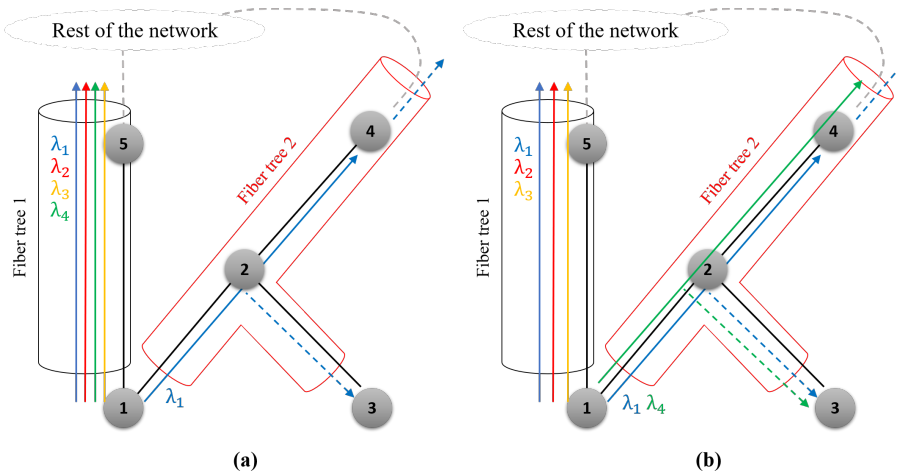 Rest of the network
Fiber tree 1
λ1
λ2
λ3
λ4
5
4
Fiber tree 2
2
1
λ1
3
(a)
Rest of the network
Fiber tree 1
λ1
λ2
λ3
5
4
Fiber tree 2
2
1
λ1 λ4
3
(b)